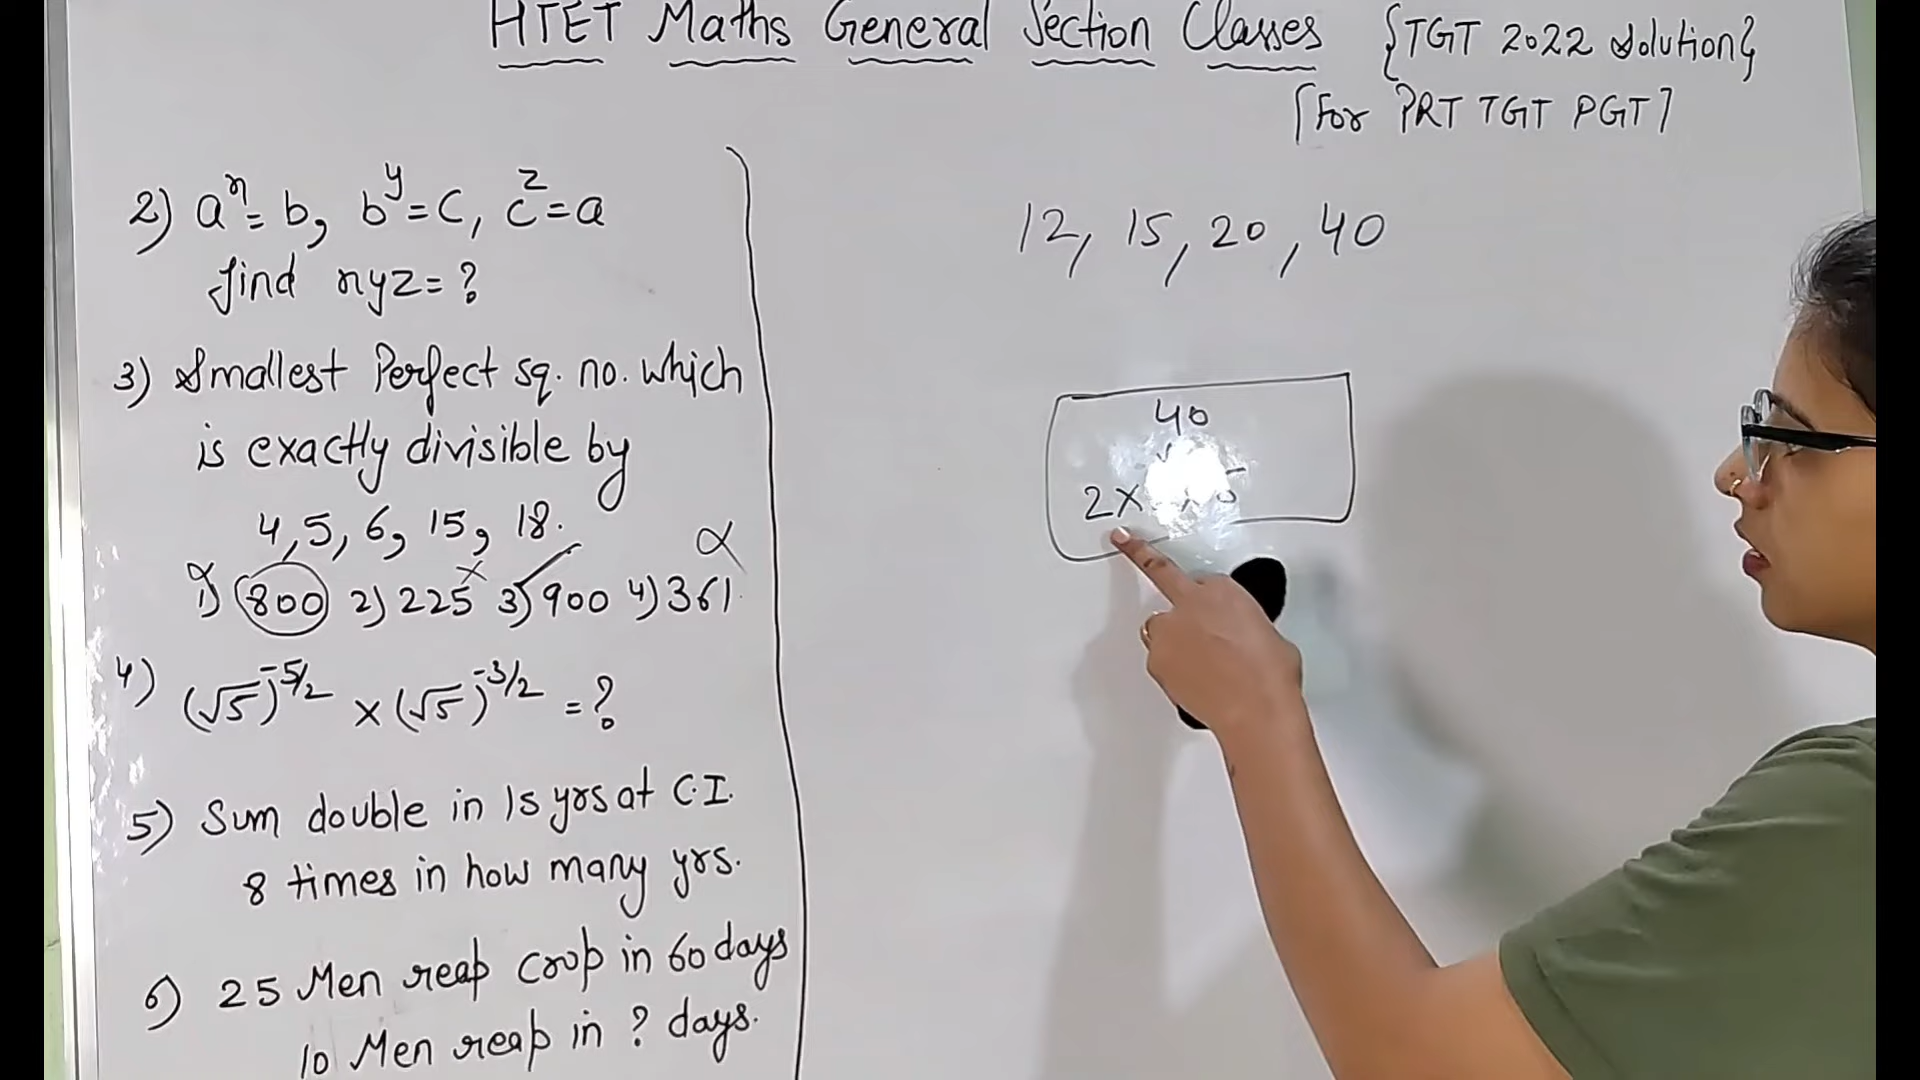 HTET Maths General Section Classes {TGT 2022 Solution}
[For PRT TGT PGT]
2) a^x = b, b^y = c, c^z = a
find xyz = ?
3) Smallest Perfect sq. no. which
is exactly divisible by
4, 5, 6, 15, 18.
1) 800 2) 225 3) 900 4) 361
4) (√5)^-5/2 × (√5)^-3/2 = ?
5) Sum double in 15 yrs at C.I.
8 times in how many yrs.
6) 25 Men reap crop in 60 days
10 Men reap in ? days.
12, 15, 20, 40
40
2×